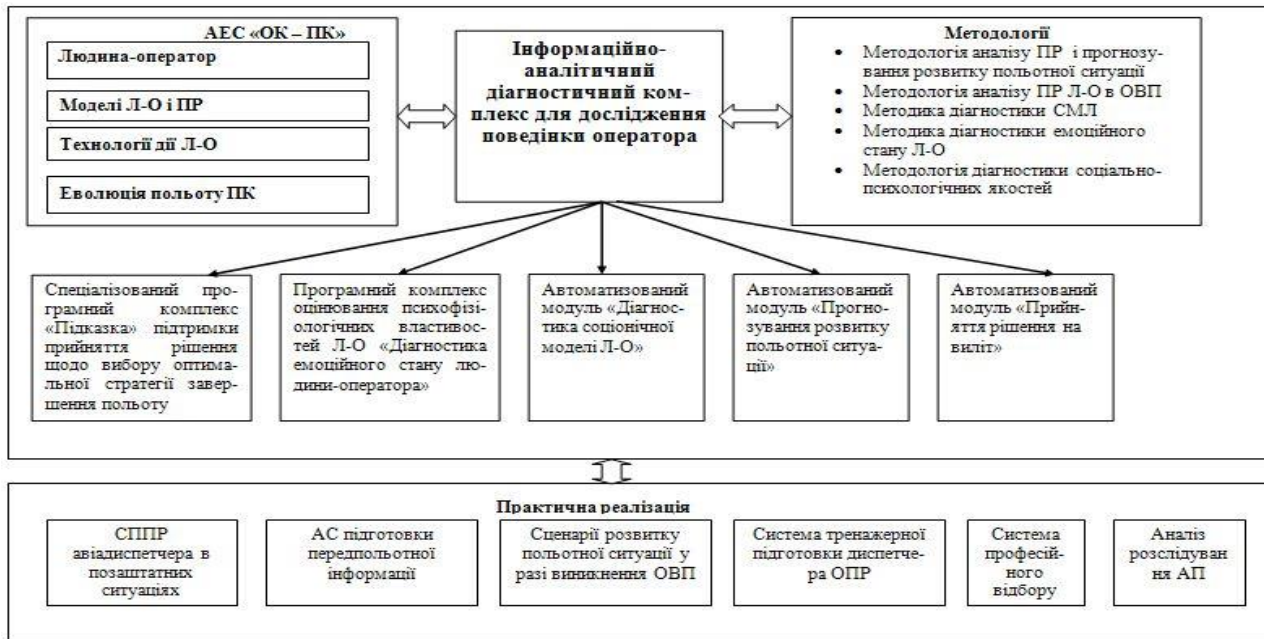 АЕС «ОК – ПК»
Людина-оператор
Моделі Л-О і ПР
Технології дії Л-О
Еволюція польоту ПК
Інформаційно-
аналітичний
діагностичний ком-
плекс для дослідження
поведінки оператора
Методології
• Методологія аналізу ПР і прогнозу-
вання розвитку польотної ситуації
• Методологія аналізу ПР Л-О в ОВП
• Методика діагностики СМЛ
• Методика діагностики емоційного
стану Л-О
• Методологія діагностики соціально-
психологічних якостей
Спеціалізований про-
грамний комплекс
«Підказка» підтримки
прийняття рішення
щодо вибору оптима-
льної стратегії завер-
шення польоту
Програмний комплекс
оцінювання психофізі-
ологічних властивос-
тей Л-О «Діагностика
емоційного стану лю-
дини-оператора»
Автоматизований
модуль «Діагнос-
тика соціонічної
моделі Л-О»
Автоматизований
модуль «Прогно-
зування розвитку
польотної ситуа-
ції»
Автоматизований
модуль «Прийн-
яття рішення на
виліт»
Практична реалізація
СППР
авіадиспетчера в
позаштатних
ситуаціях
АС підготовки
передпольотної
інформації
Сценарії розвитку
польотної ситуації у
разі виникнення ОВП
Система тренажерної
підготовки диспетче-
ра ОПР
Система
професій-
ного
відбору
Аналіз
розслідуван
ня АП